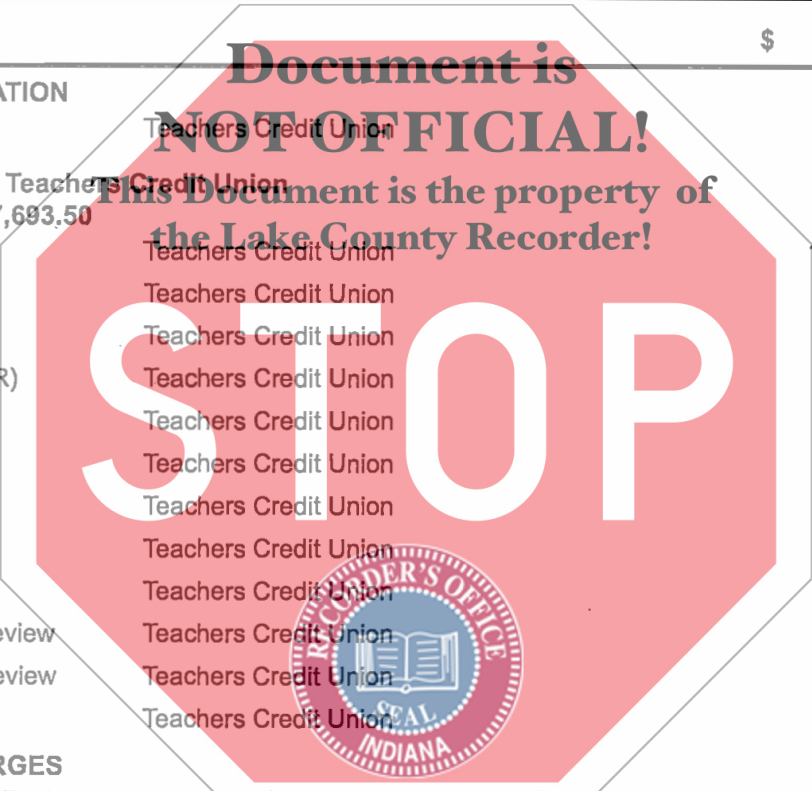 $
Document is
ATION
NOT OFFICIAL!
Teachers Credit Union
Teachers Credit Union
This Document is the property of
7,693.50
the Lake County Recorder!
Teachers Credit Union
Teachers Credit Union
Teachers Credit Union
R) Teachers Credit Union
Teachers Credit Union
Teachers Credit Union
Teachers Credit Union
Teachers Credit Union
Teachers Credit Union
eview Teachers Credit Union
eview Teachers Credit Union
Teachers Credit Union
RGES
STOP
RECORDER'S OFFICE
SEAL
INDIANA